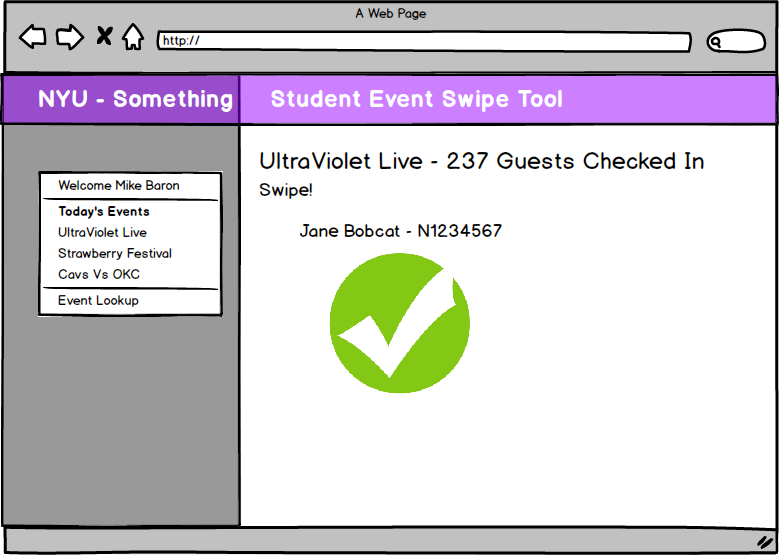 A Web Page
http://
NYU - Something
Student Event Swipe Tool
Welcome Mike Baron
Today's Events
UltraViolet Live
Strawberry Festival
Cavs Vs OKC
Event Lookup
UltraViolet Live - 237 Guests Checked In
Swipe!
Jane Bobcat - N1234567